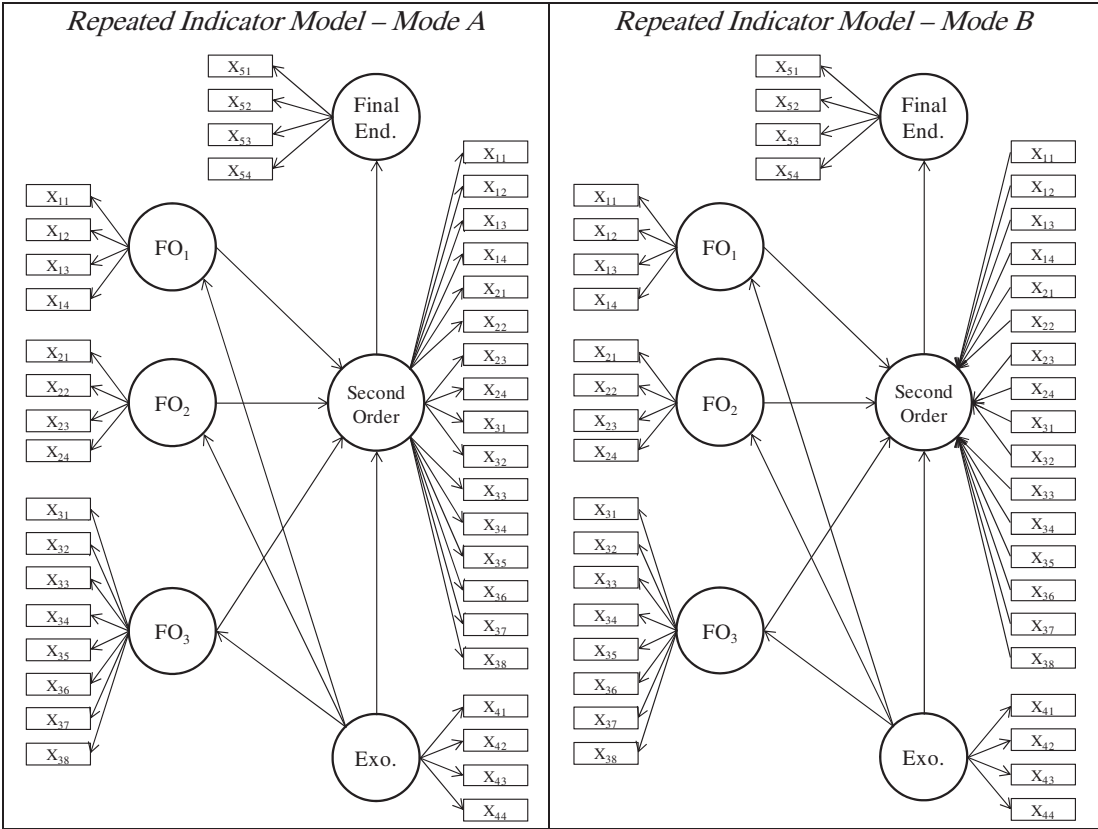 Repeated Indicator Model – Mode A
X51
X52
X53
X54
Final
End.
X11
X12
X13
X14
FO1
X21
X22
X23
X24
FO2
X31
X32
X33
X34
X35
X36
X37
X38
FO3
Second
Order
X11
X12
X13
X14
X21
X22
X23
X24
X31
X32
X33
X34
X35
X36
X37
X38
Exo.
X41
X42
X43
X44
Repeated Indicator Model – Mode B
X51
X52
X53
X54
Final
End.
X11
X12
X13
X14
FO1
X21
X22
X23
X24
FO2
X31
X32
X33
X34
X35
X36
X37
X38
FO3
Second
Order
X11
X12
X13
X14
X21
X22
X23
X24
X31
X32
X33
X34
X35
X36
X37
X38
Exo.
X41
X42
X43
X44